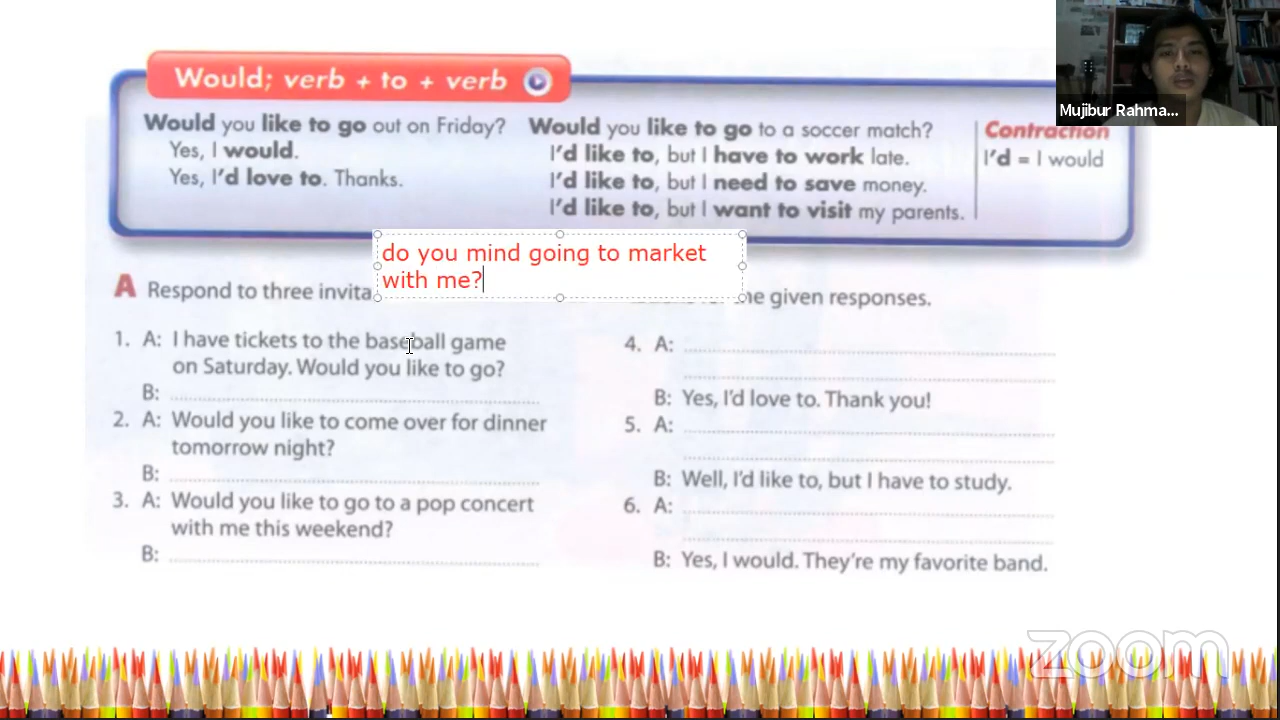 Would; verb + to + verb
Would you like to go out on Friday?
Yes, I would.
Yes, I'd love to. Thanks.
Would you like to go to a soccer match?
I'd like to, but I have to work late.
I'd like to, but I need to save money.
I'd like to, but I want to visit my parents.
Contraction
I'd = I would
Mujibur Rahma...
do you mind going to market
with me?
A Respond to three invita
given responses.
1. A: I have tickets to the baseball game
on Saturday. Would you like to go?
B:
2. A: Would you like to come over for dinner
tomorrow night?
B:
3. A: Would you like to go to a pop concert
with me this weekend?
B:
4. A:
B: Yes, I'd love to. Thank you!
5. A:
B: Well, I'd like to, but I have to study.
6. A:
B: Yes, I would. They're my favorite band.
zoom